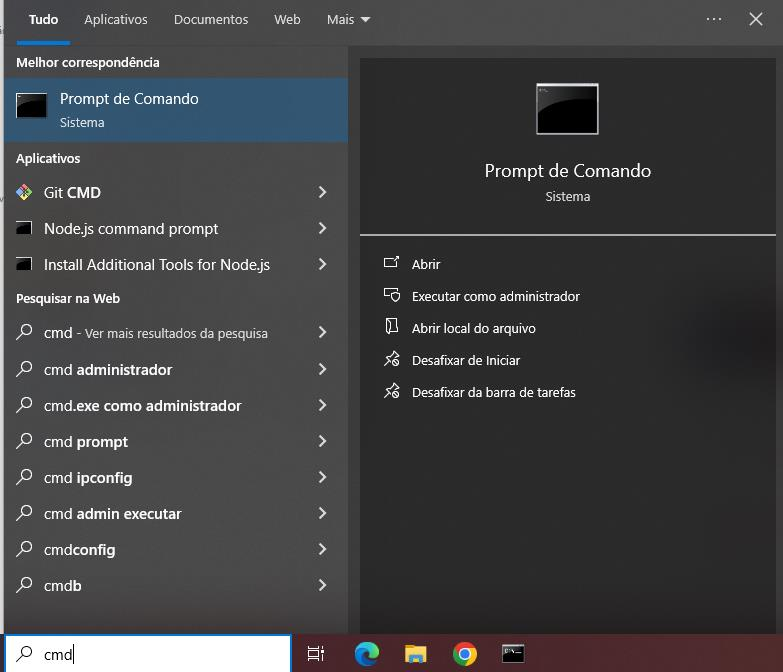 Tudo
Aplicativos
Documentos
Web
Mais
Melhor correspondência
Prompt de Comando
Sistema
Aplicativos
Git CMD
Node.js command prompt
Install Additional Tools for Node.js
Pesquisar na Web
cmd - Ver mais resultados da pesquisa
cmd administrador
cmd.exe como administrador
cmd prompt
cmd ipconfig
cmd admin executar
cmdconfig
cmdb
Prompt de Comando
Sistema
Abrir
Executar como administrador
Abrir local do arquivo
Desafixar de Iniciar
Desafixar da barra de tarefas
cmd